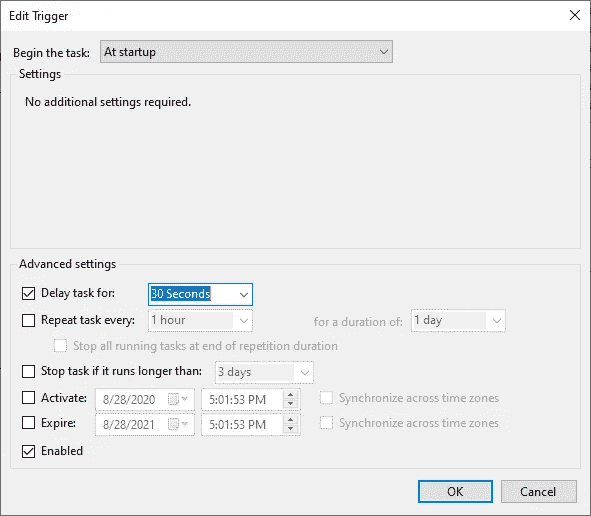 Edit Trigger
Begin the task: At startup
Settings
No additional settings required.
Advanced settings
Delay task for: 30 Seconds
Repeat task every: 1 hour for a duration of: 1 day
Stop all running tasks at end of repetition duration
Stop task if it runs longer than: 3 days
Activate: 8/28/2020 5:01:53 PM Synchronize across time zones
Expire: 8/28/2021 5:01:53 PM Synchronize across time zones
Enabled
OK Cancel